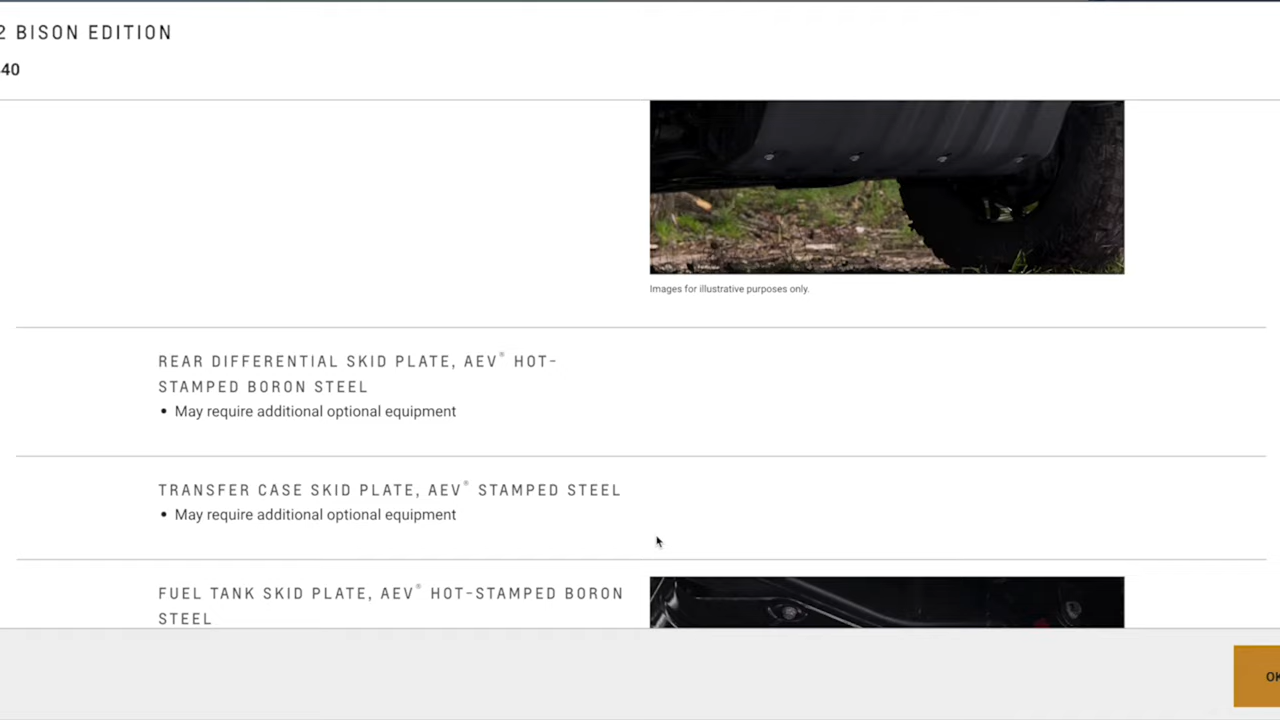 2 BISON EDITION
40
Images for illustrative purposes only.
REAR DIFFERENTIAL SKID PLATE, AEV® HOT-
STAMPED BORON STEEL
• May require additional optional equipment
TRANSFER CASE SKID PLATE, AEV® STAMPED STEEL
• May require additional optional equipment
FUEL TANK SKID PLATE, AEV® HOT-STAMPED BORON
STEEL
OK